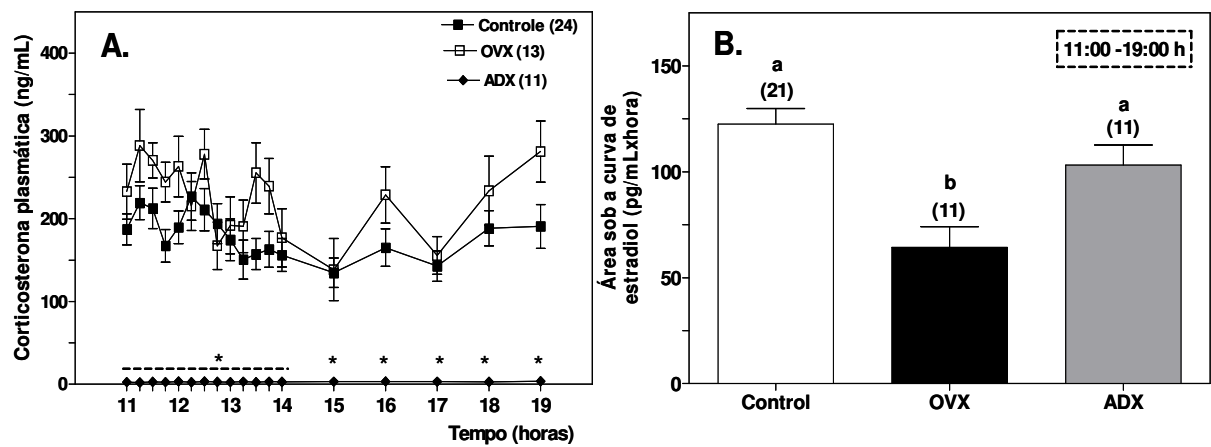 A.
Controle (24)
OVX (13)
ADX (11)
Corticosterona plasmática (ng/mL)
400
300
200
100
0
*
*
*
*
*
*
11 12 13 14 15 16 17 18 19
Tempo (horas)
B.
11:00 -19:00 h
Área sob a curva de
estradiol (pg/mLxhora)
150
100
50
0
a
(21)
b
(11)
a
(11)
Control OVX ADX